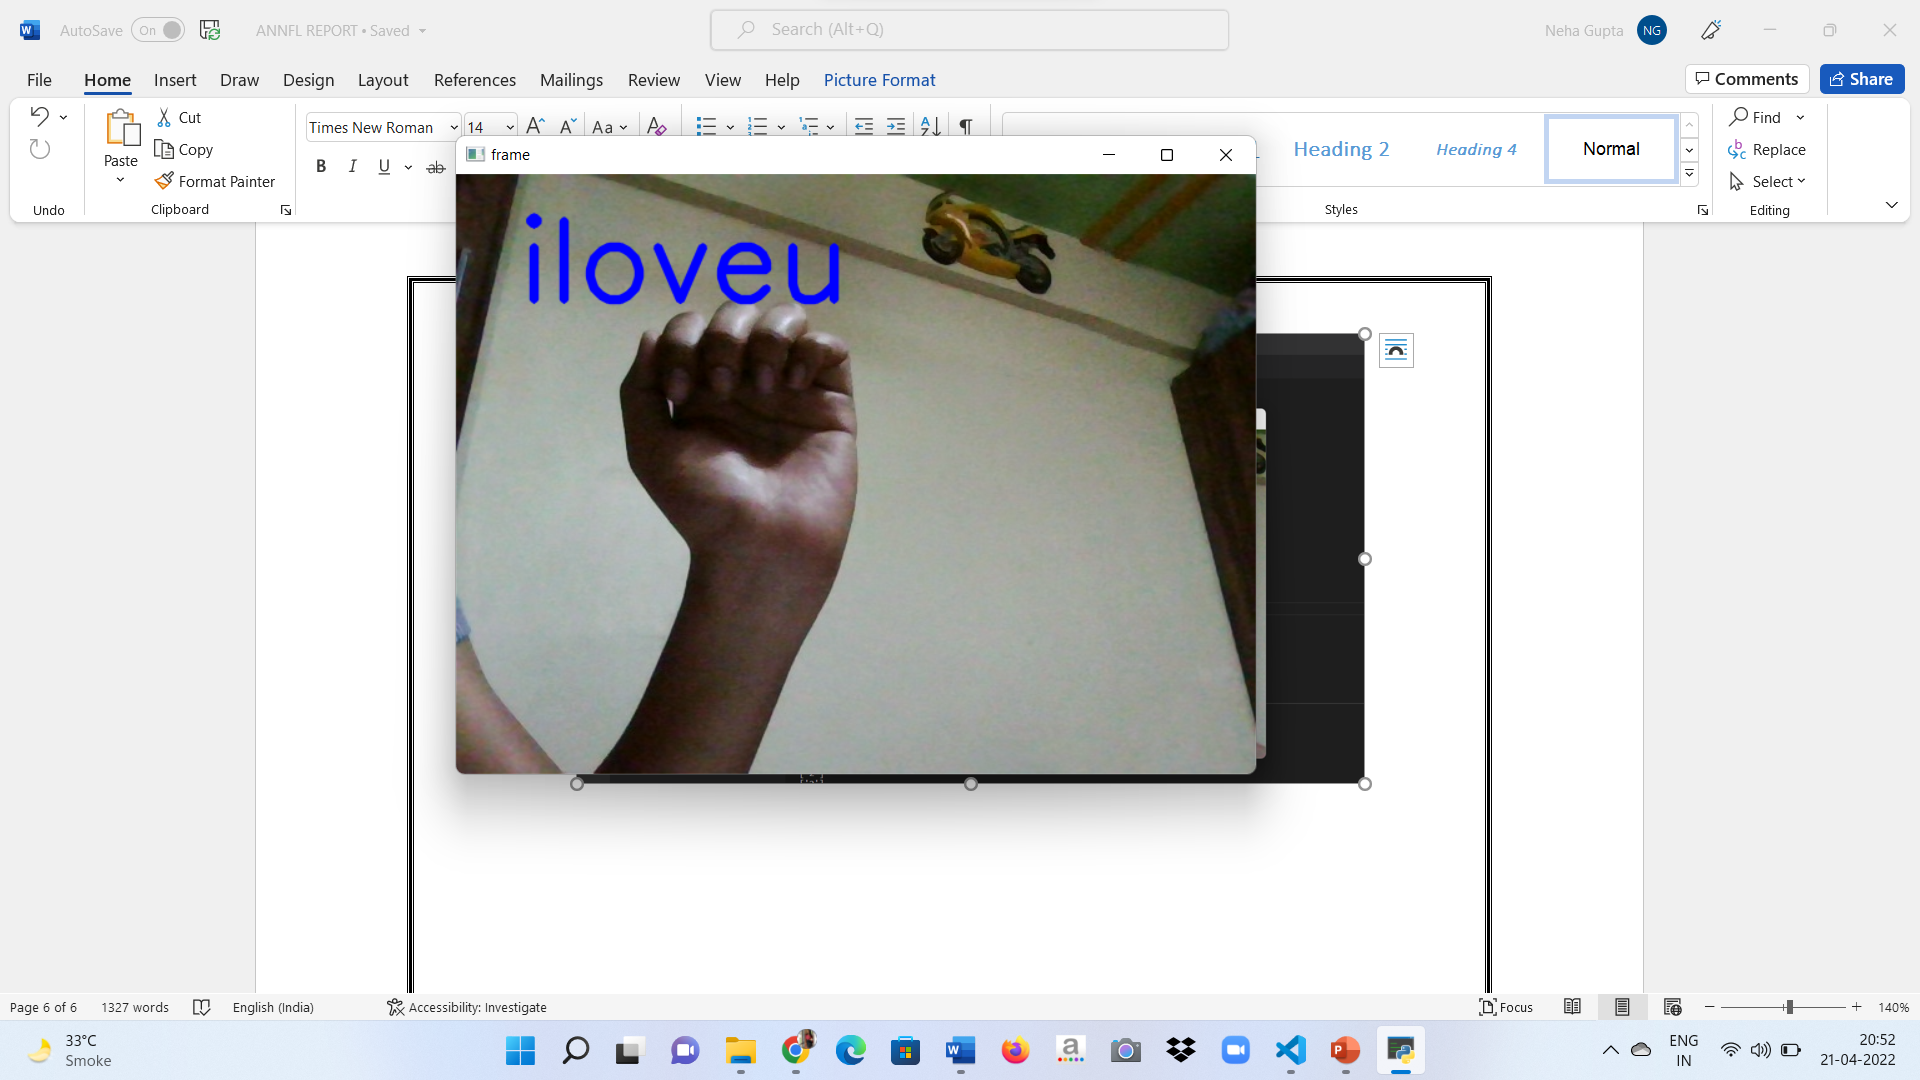 AutoSave On ANNFL REPORT • Saved Search (Alt+Q) Neha Gupta NG
File Home Insert Draw Design Layout References Mailings Review View Help Picture Format Comments Share
Cut
Copy
Format Painter
Paste
Undo
Clipboard
Times New Roman 14 Aa
B I U ab
frame
iloveu
Heading 2 Heading 4 Normal
Styles
Find
Replace
Select
Editing
Page 6 of 6 1327 words English (India) Accessibility: Investigate Focus 140%
33°C
Smoke
ENG
IN
20:52
21-04-2022